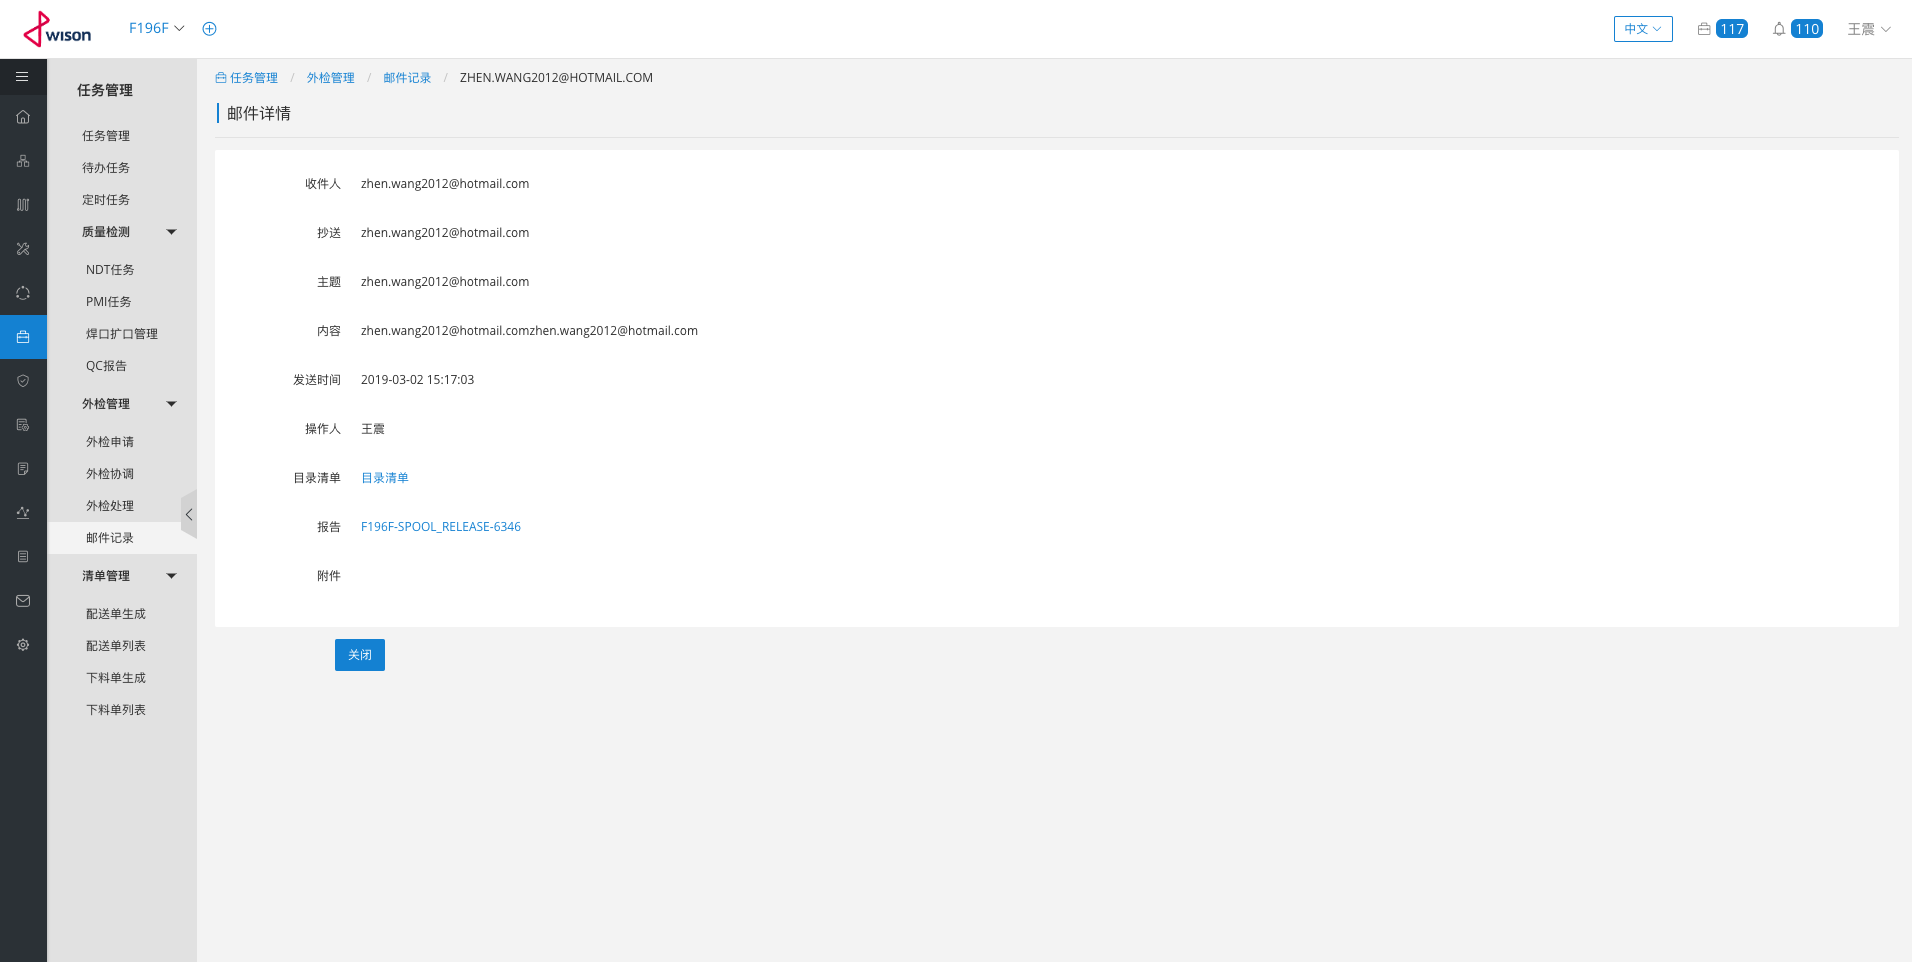 wison
F196F
中文
117
110
王震
任务管理
任务管理
待办任务
定时任务
质量检测
NDT任务
PMI任务
焊口扩口管理
QC报告
外检管理
外检申请
外检协调
外检处理
邮件记录
清单管理
配送单生成
配送单列表
下料单生成
下料单列表
任务管理 / 外检管理 / 邮件记录 / ZHEN.WANG2012@HOTMAIL.COM
邮件详情
收件人 zhen.wang2012@hotmail.com
抄送 zhen.wang2012@hotmail.com
主题 zhen.wang2012@hotmail.com
内容 zhen.wang2012@hotmail.comzhen.wang2012@hotmail.com
发送时间 2019-03-02 15:17:03
操作人 王震
目录清单 目录清单
报告 F196F-SPOOL_RELEASE-6346
附件
关闭